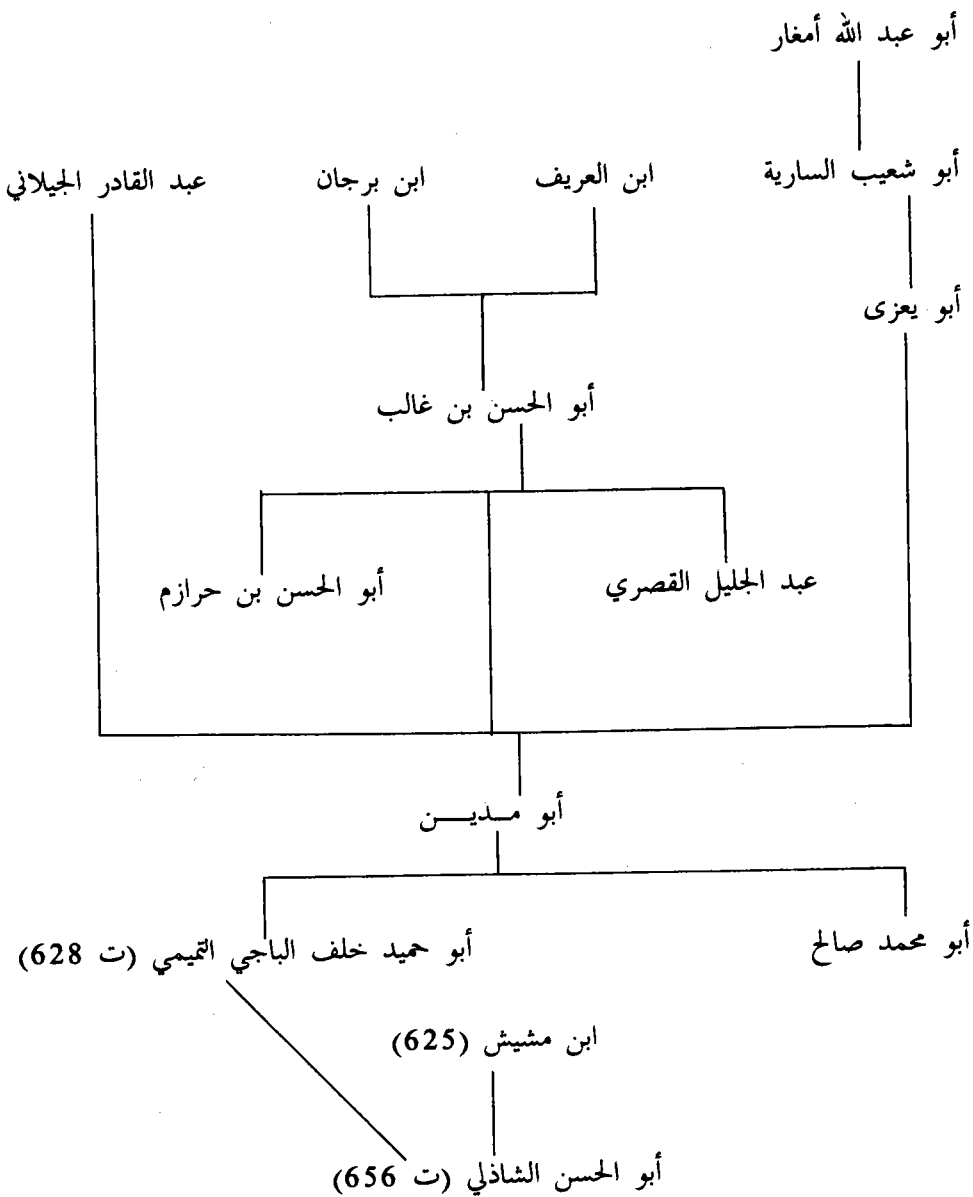 أبو عبد الله أمغار
أبو شعيب السارية
ابن العريف
ابن برجان
عبد القادر الجيلاني
أبو يعزى
أبو الحسن بن غالب
عبد الجليل القصري
أبو الحسن بن حرازم
أبو مـديـــن
أبو محمد صالح
أبو حميد خلف الباجي التميمي (ت 628)
ابن مشيش (625)
أبو الحسن الشاذلي (ت 656)